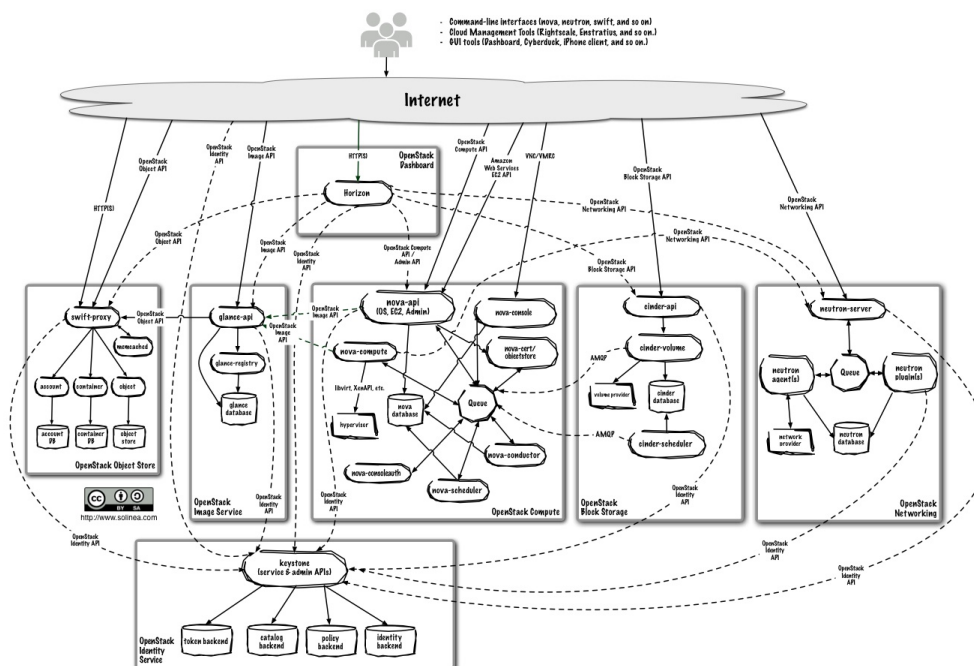 - Command-line interfaces (nova, neutron, swift, and so on)
- Cloud Management Tools (Rightscale, Enstratius, and so on.)
- GUI tools (Dashboard, Cyberduck, iPhone client, and so on.)
Internet
OpenStack
Object API
HTTP(S)
OpenStack
Identity
API
OpenStack
Image API
HTTP(S)
OpenStack
Dashboard
Horizon
OpenStack
Compute API
Amazon
Web Services
EC2 API
VNC/VMRC
OpenStack
Block Storage API
OpenStack
Networking API
OpenStack
Networking API
OpenStack
Object API
OpenStack
Image API
OpenStack
Identity
API
OpenStack Compute
API /
Admin API
OpenStack
Networking API
OpenStack
Block Storage API
swift-proxy
memcached
account
container
object
account
DB
container
DB
object
store
OpenStack Object Store
OpenStack
Object API
glance-api
glance-registry
glance
database
OpenStack
Image Service
OpenStack
Image API
OpenStack
Image
API
OpenStack
Identity
API
nova-api
(OS, EC2, Admin)
nova-console
nova-compute
nova-cert/
objectstore
libvirt, XenAPI, etc.
hypervisor
nova
database
Queue
nova-conductor
nova-consoleauth
nova-scheduler
OpenStack
Identity
API
OpenStack Compute
cinder-api
cinder-volume
AMQP
volume provider
cinder
database
AMQP
cinder-scheduler
OpenStack
Identity
API
OpenStack
Block Storage
neutron-server
neutron
agent(s)
Queue
neutron
plugin(s)
network
provider
neutron
database
OpenStack
Networking
CC BY SA
http://www.solinea.com
OpenStack
Identity API
OpenStack
Identity
API
OpenStack
Identity
API
keystone
(service & admin APIs)
token backend
catalog
backend
policy
backend
identity
backend
OpenStack
Identity
Service